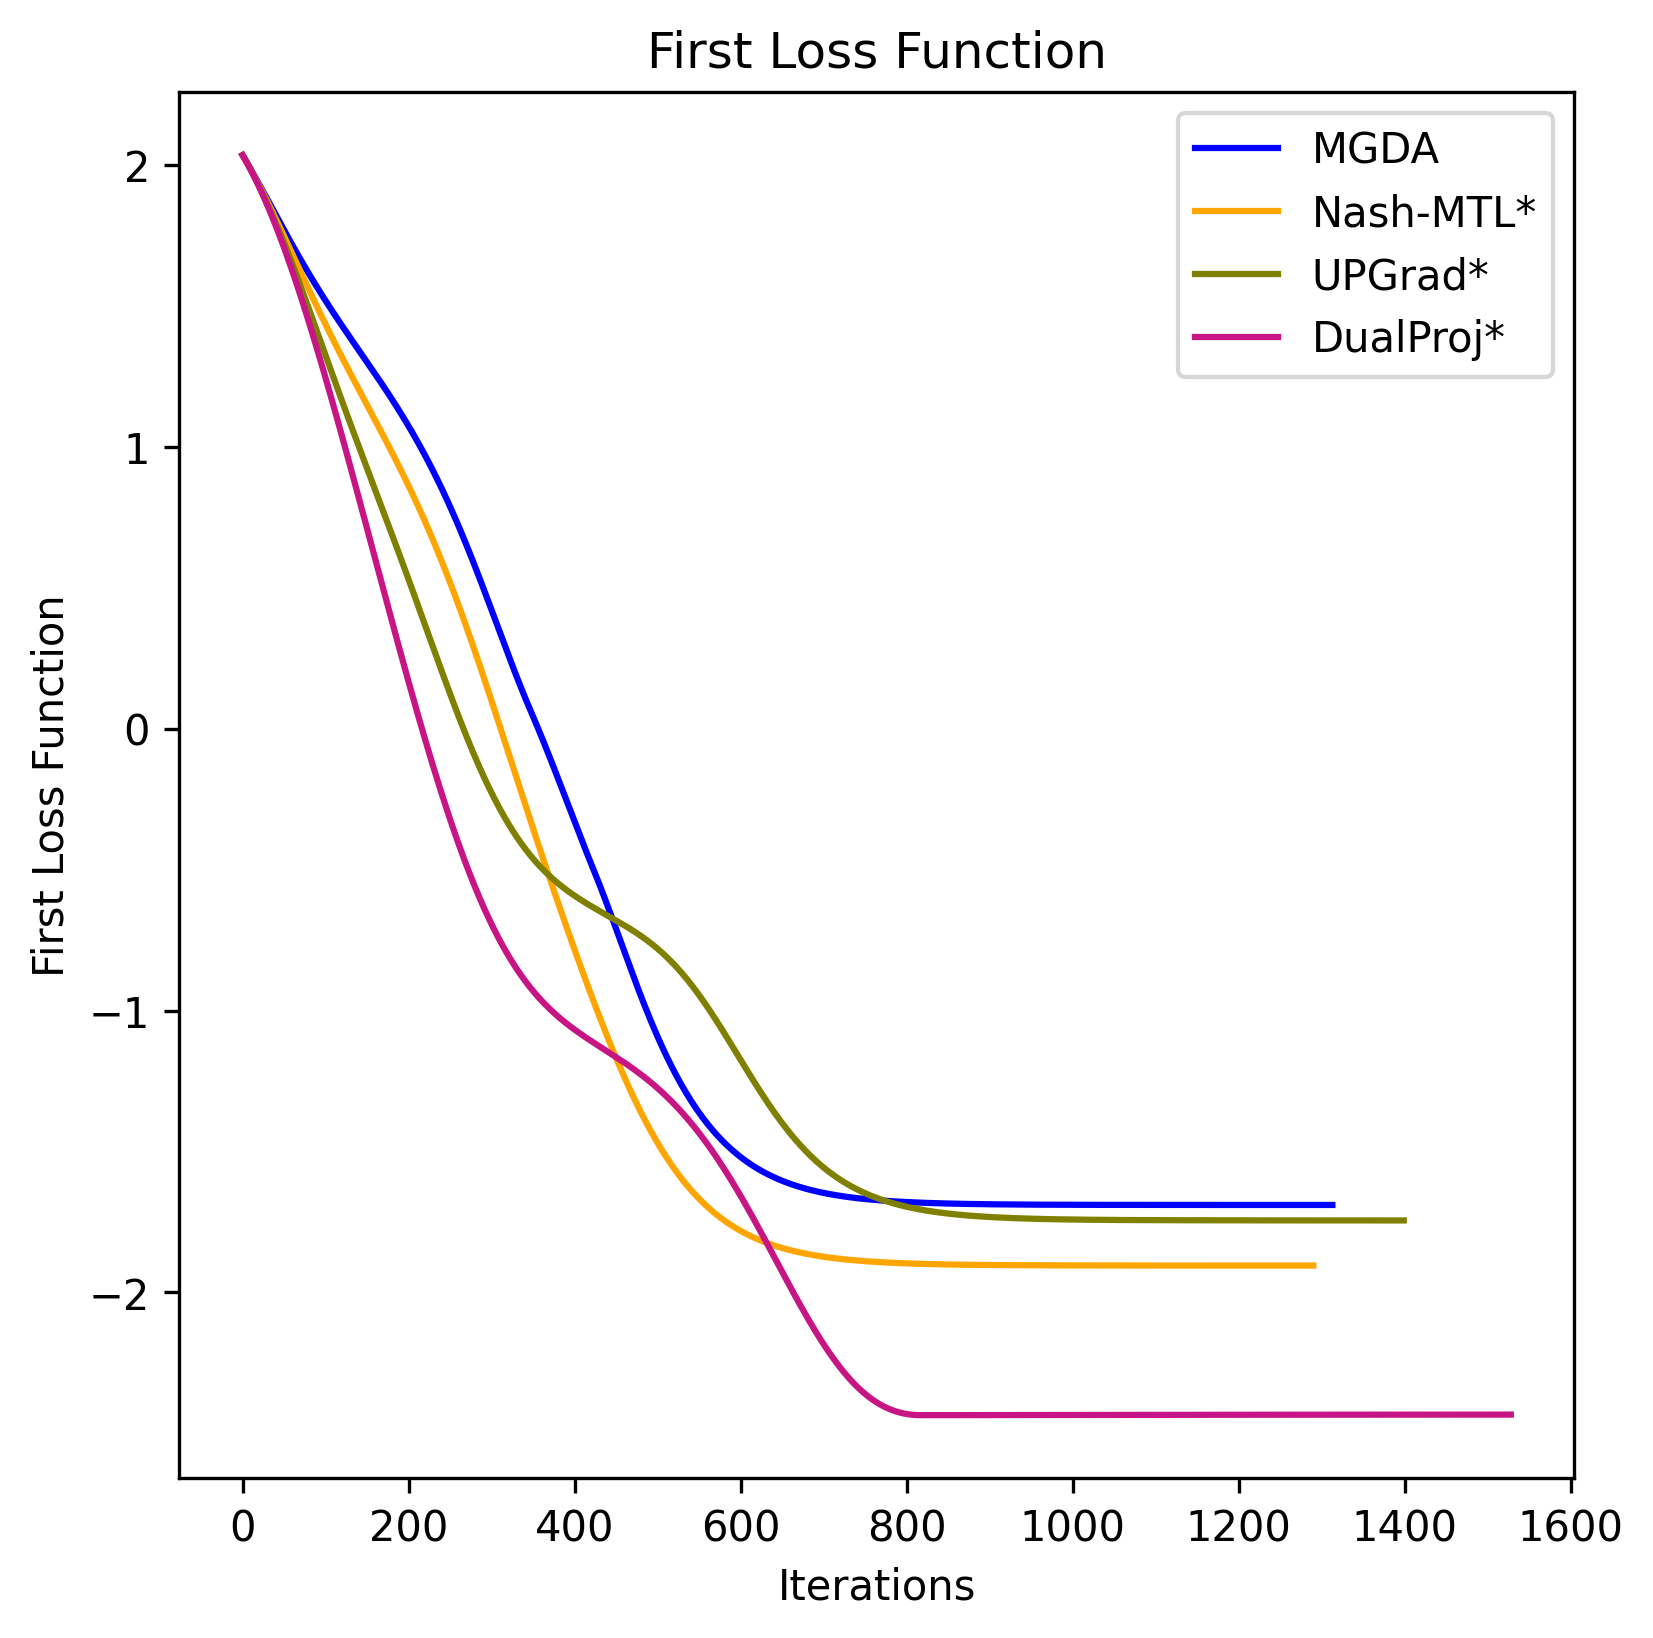 First Loss Function
MGDA
Nash-MTL*
UPGrad*
DualProj*
First Loss Function
2
1
0
−1
−2
0 200 400 600 800 1000 1200 1400 1600
Iterations